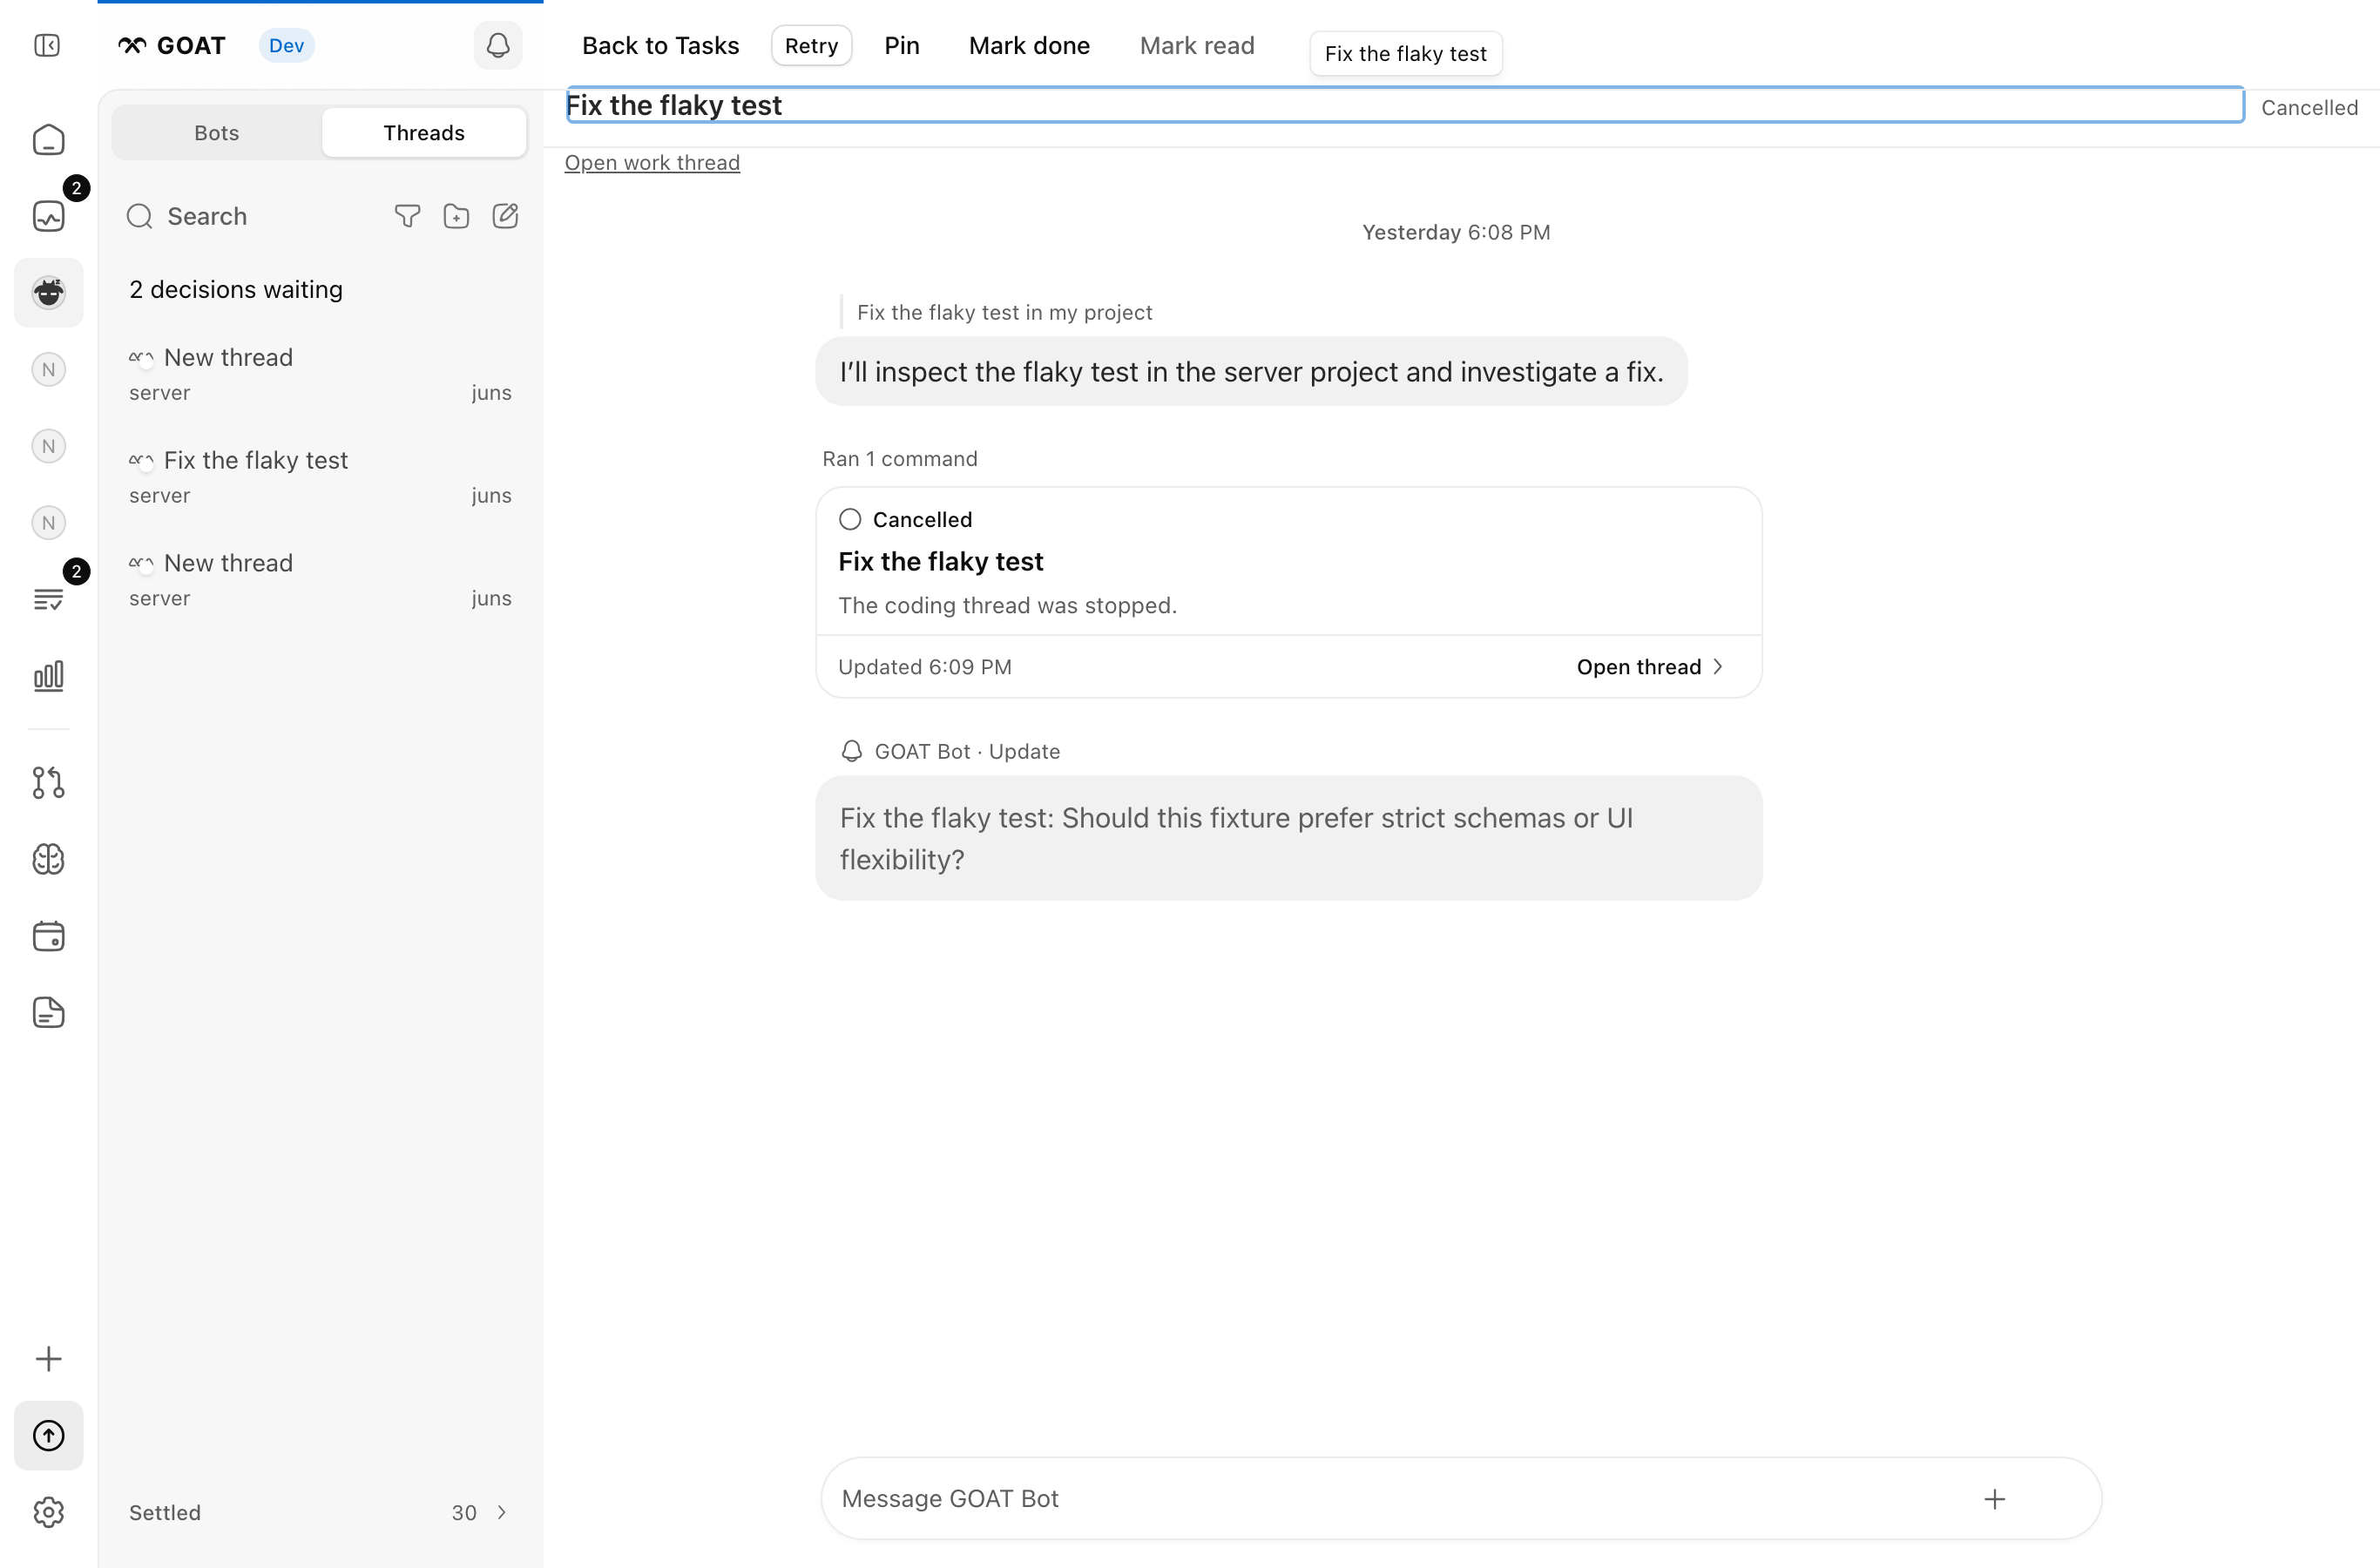 GOAT
Dev
Back to Tasks
Retry
Pin
Mark done
Mark read
Fix the flaky test
Fix the flaky test
Cancelled
Open work thread
Bots
Threads
2
Search
2 decisions waiting
New thread
server
juns
Fix the flaky test
server
juns
New thread
server
juns
N
N
N
2
Settled
30
Yesterday 6:08 PM
Fix the flaky test in my project
I’ll inspect the flaky test in the server project and investigate a fix.
Ran 1 command
Cancelled
Fix the flaky test
The coding thread was stopped.
Updated 6:09 PM
Open thread
GOAT Bot · Update
Fix the flaky test: Should this fixture prefer strict schemas or UI
flexibility?
Message GOAT Bot